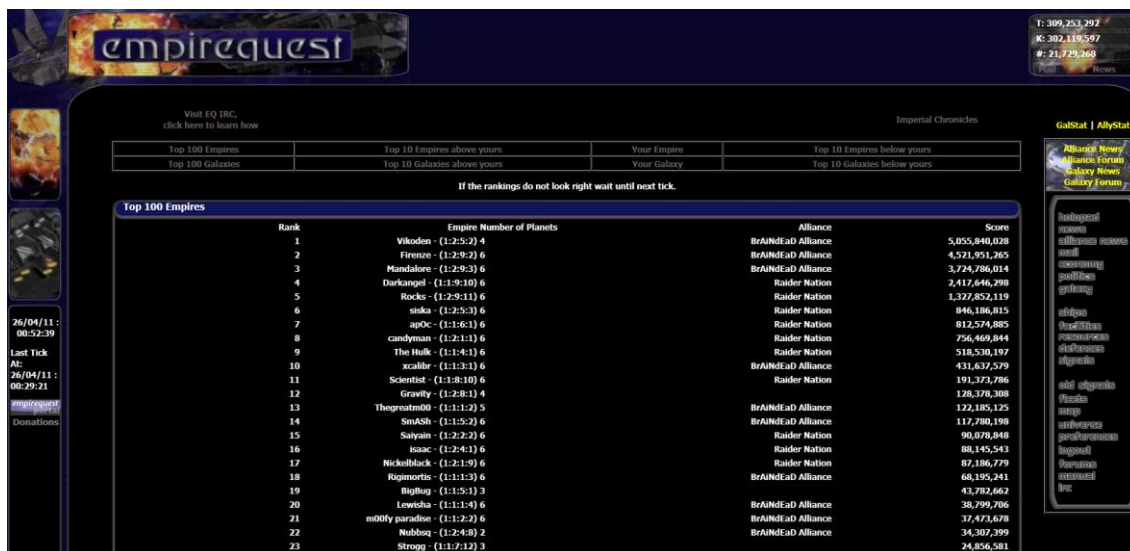 empirequest
T: 309,253,292
K: 302,119,597
#: 21,729,268
Mail News
Visit EQ IRC,
click here to learn how
Imperial Chronicles
GalStat | AllyStat
Top 100 Empires Top 10 Empires above yours Your Empire Top 10 Empires below yours
Top 100 Galaxies Top 10 Galaxies above yours Your Galaxy Top 10 Galaxies below yours
If the rankings do not look right wait until next tick.
Alliance News
Alliance Forum
Galaxy News
Galaxy Forum
Top 100 Empires
Rank Empire Number of Planets Alliance Score
1 Vikoden - (1:2:5:2) 4 BrAiNdEaD Alliance 5,055,840,028
2 Firenze - (1:2:9:2) 6 BrAiNdEaD Alliance 4,521,951,265
3 Mandalore - (1:2:9:3) 6 BrAiNdEaD Alliance 3,724,786,014
4 Darkangel - (1:1:9:10) 6 Raider Nation 2,417,646,298
5 Rocks - (1:2:9:11) 6 Raider Nation 1,327,852,119
6 siska - (1:2:5:3) 6 Raider Nation 846,186,815
7 ap0c - (1:1:6:1) 6 Raider Nation 812,574,885
8 candyman - (1:2:1:1) 6 Raider Nation 756,469,844
9 The Hulk - (1:1:4:1) 6 Raider Nation 518,530,197
10 xcalibr - (1:1:3:1) 6 BrAiNdEaD Alliance 431,637,579
11 Scientist - (1:1:8:10) 6 Raider Nation 191,373,786
12 Gravity - (1:2:8:1) 4 128,378,308
13 Thegreatm00 - (1:1:1:2) 5 BrAiNdEaD Alliance 122,185,125
14 SmASh - (1:1:5:2) 6 BrAiNdEaD Alliance 117,780,198
15 Saiyain - (1:2:2:2) 6 Raider Nation 90,078,848
16 isaac - (1:2:4:1) 6 Raider Nation 88,145,543
17 Nickelblack - (1:2:1:9) 6 Raider Nation 87,186,779
18 Rigimortis - (1:1:1:3) 6 BrAiNdEaD Alliance 68,195,241
19 BigBug - (1:1:5:1) 3 43,782,662
20 Lewisha - (1:1:1:4) 6 BrAiNdEaD Alliance 38,799,706
21 m00fy paradise - (1:1:2:2) 6 BrAiNdEaD Alliance 37,473,678
22 Nubbsq - (1:2:4:8) 2 BrAiNdEaD Alliance 34,307,399
23 Strogg - (1:1:7:12) 3 24,856,581
26/04/11 :
00:52:39
Last Tick
At:
26/04/11 :
00:29:21
empirequest
portal
Donations
holopad
news
alliance news
mail
economy
politics
galaxy
ships
facilities
resources
defences
signals
old signals
fleets
map
universe
preferences
logout
forums
manual
irc